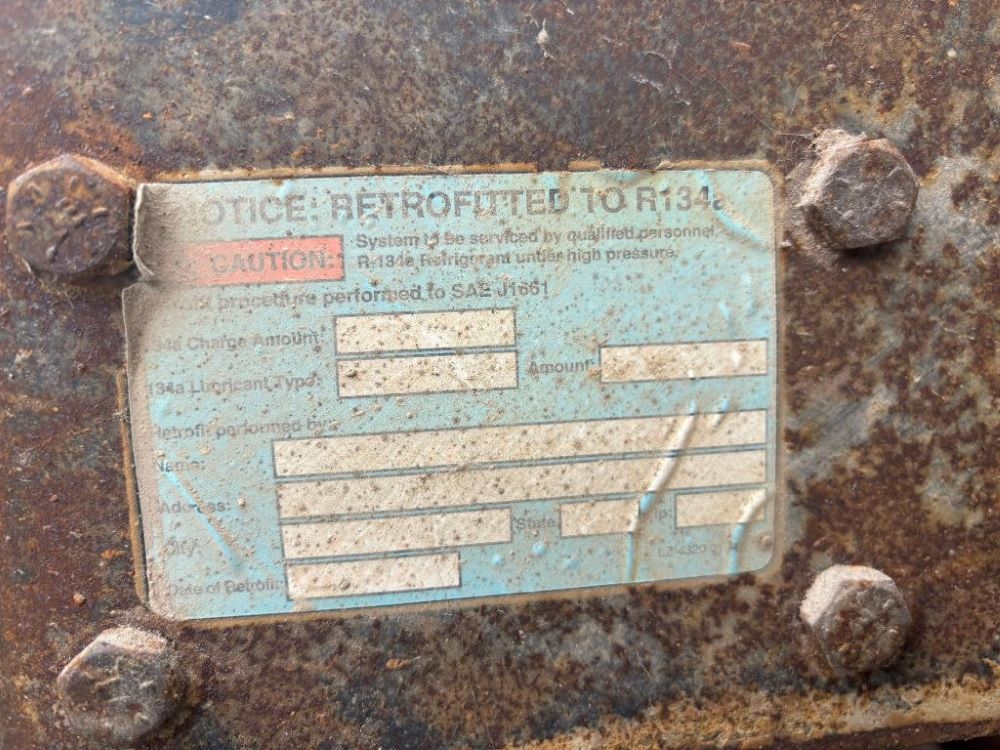 OTICE: RETROFITTED TO R134a
CAUTION:
System to be serviced by qualified personnel.
R-134a Refrigerant under high pressure.
procedure performed to SAE J1661
134a Charge Amount:
134a Lubricant Type:
Amount:
Retrofit performed by:
Name:
Address:
City:
State:
ip:
Date of Retrofit: